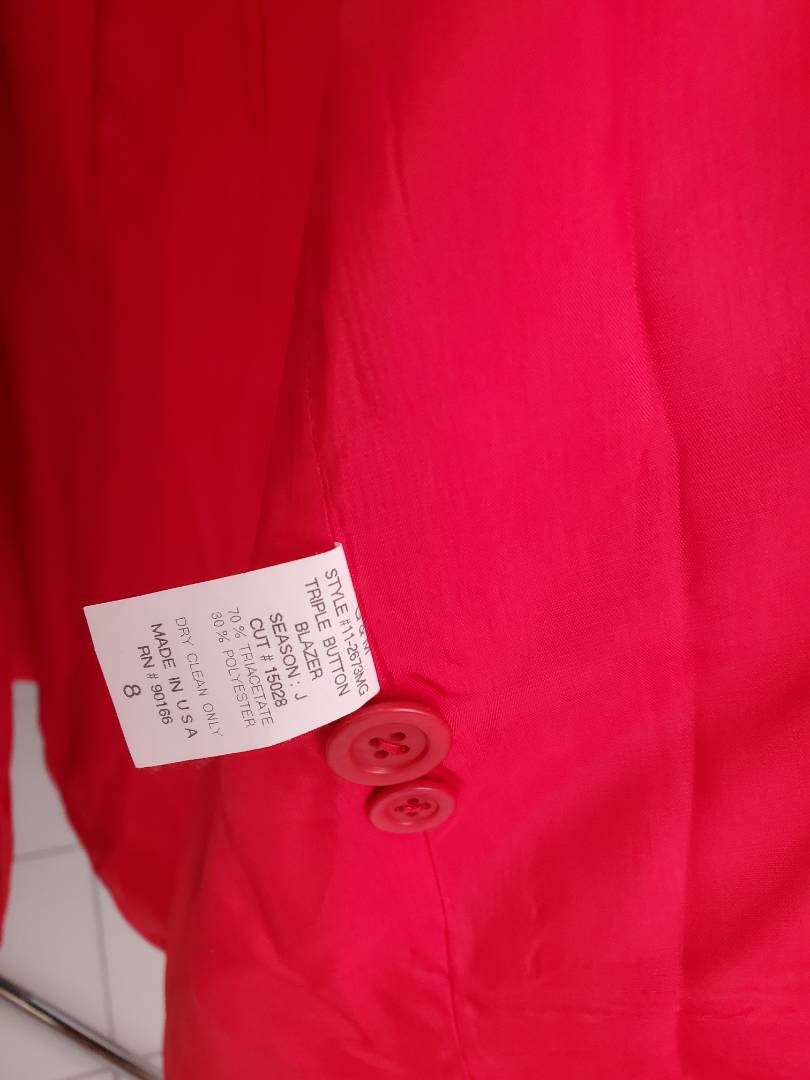 STYLE #11-2673MG
TRIPLE BUTTON
BLAZER
SEASON: J
CUT # 15028
70% TRIACETATE
30% POLYESTER
DRY CLEAN ONLY
MADE IN USA
RN # 90166
8